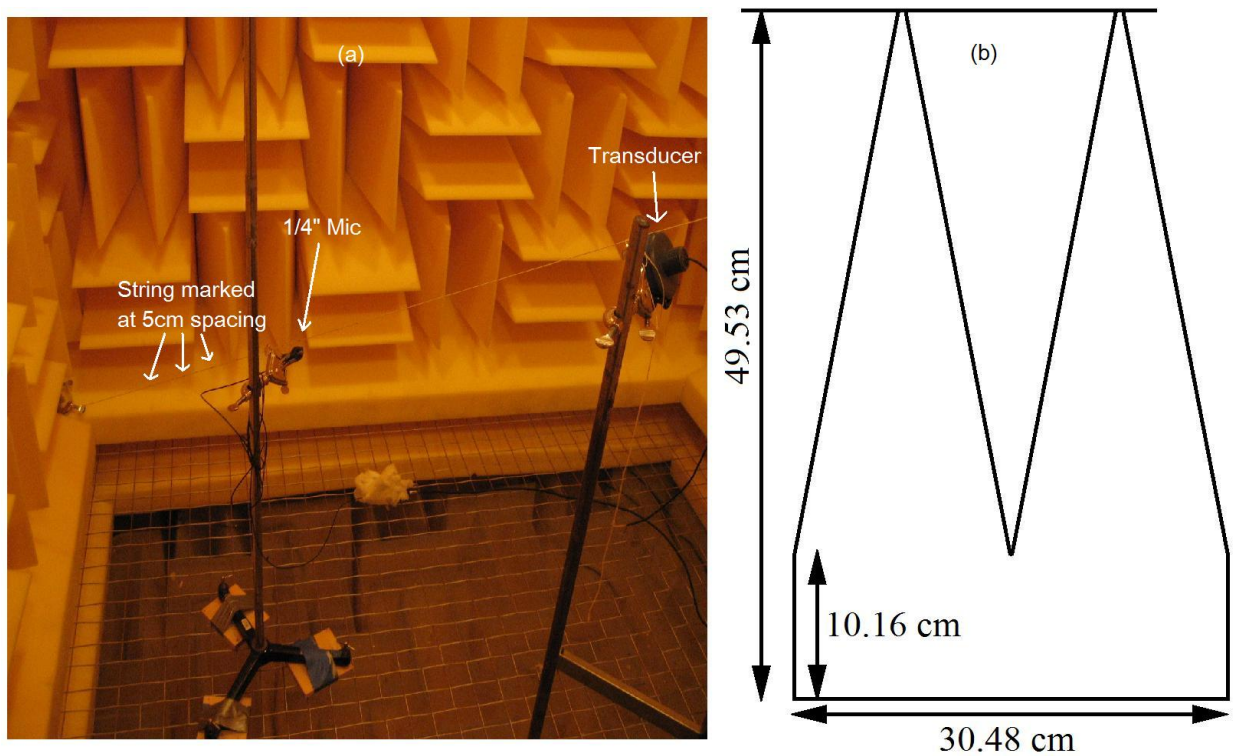 (a)
Transducer
1/4" Mic
String marked
at 5cm spacing
(b)
49.53 cm
10.16 cm
30.48 cm